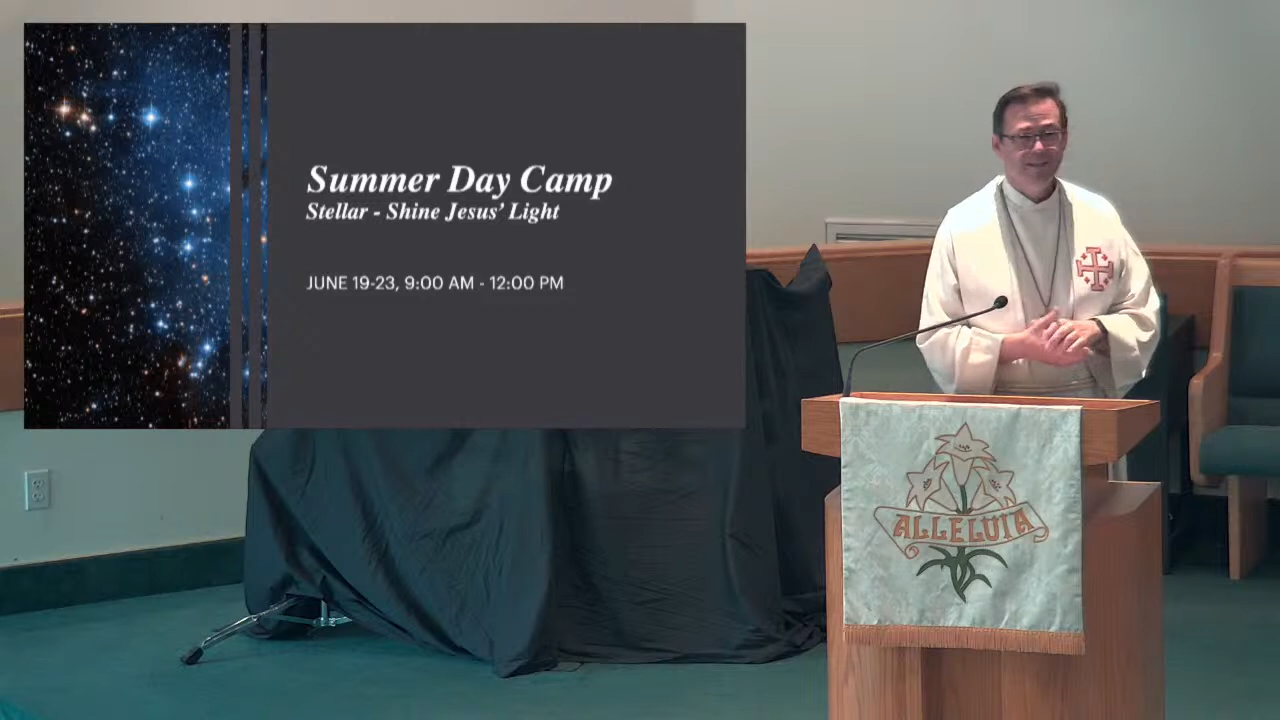 Summer Day Camp
Stellar - Shine Jesus' Light
JUNE 19-23, 9:00 AM - 12:00 PM
ALLELUIA